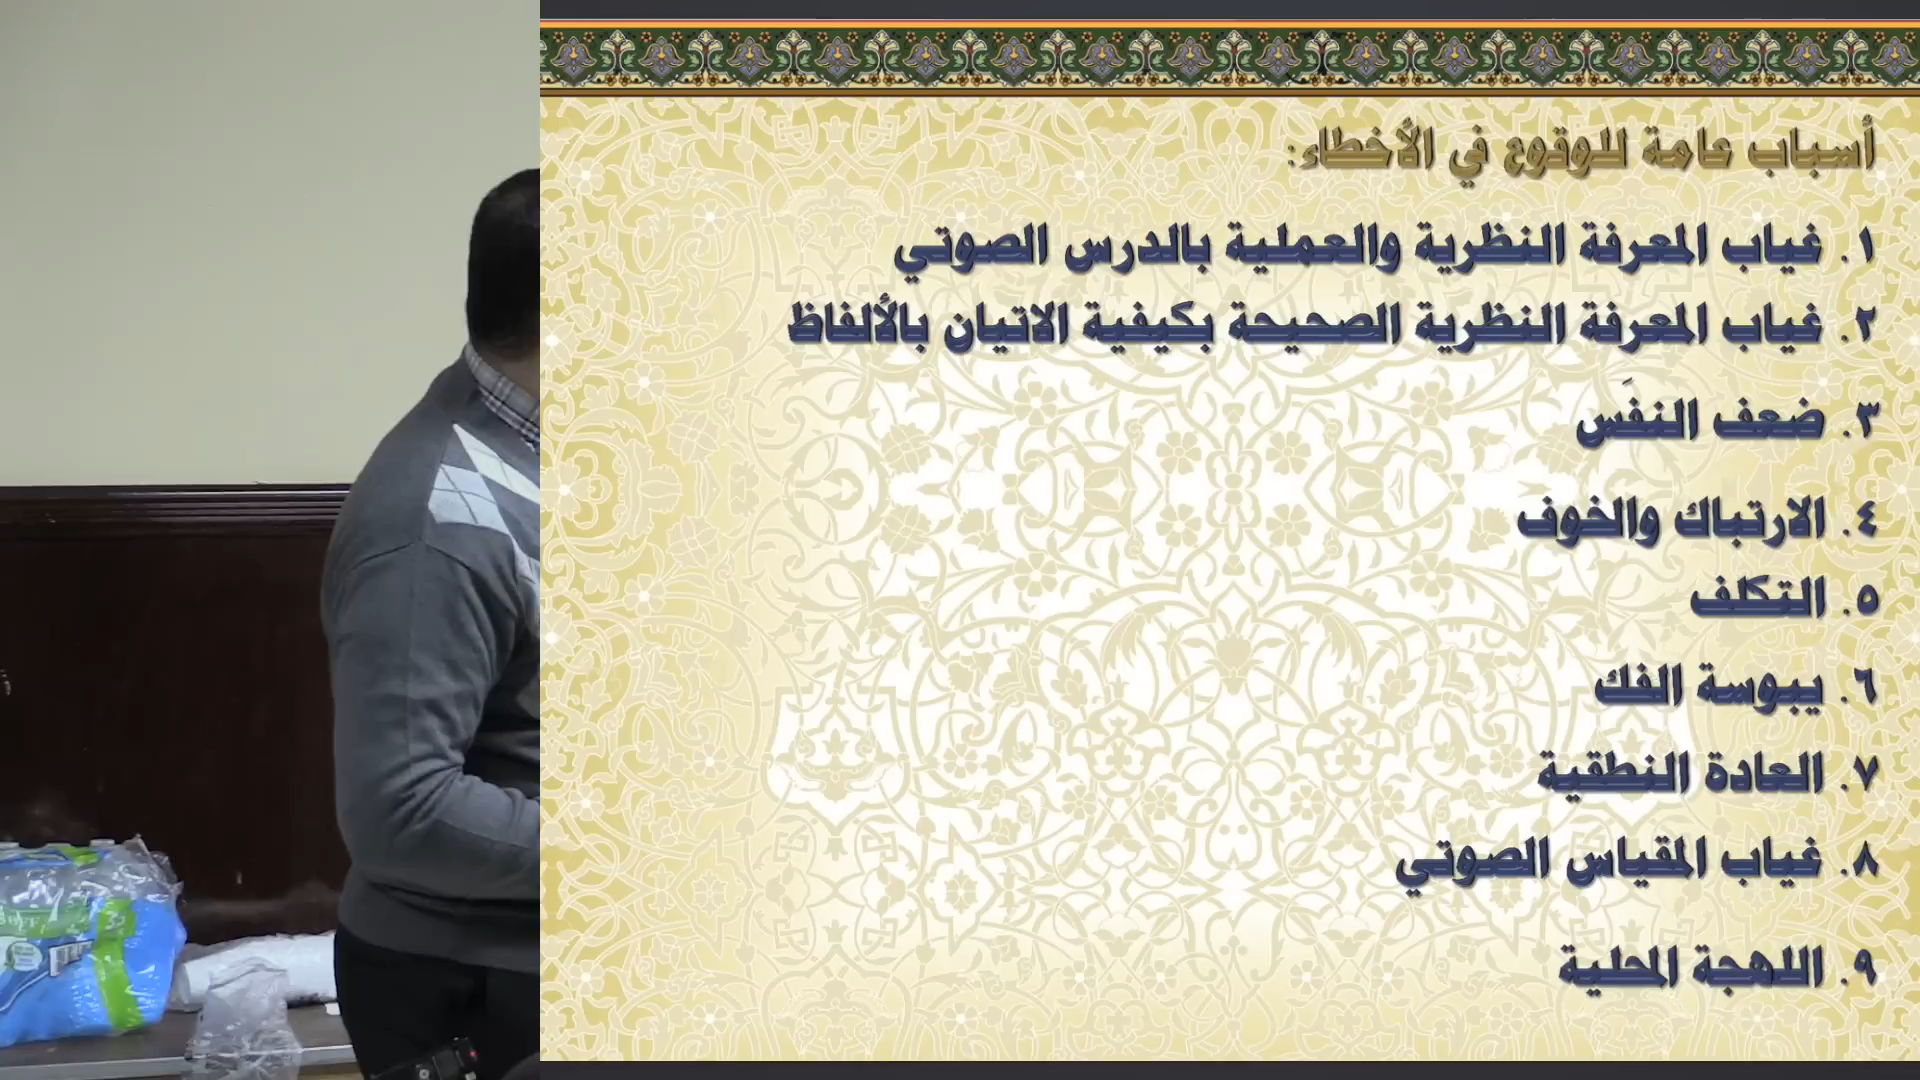 أسباب عامة للوقوع في الأخطاء:
١. غياب المعرفة النظرية والعملية بالدرس الصوتي
٢. غياب المعرفة النظرية الصحيحة بكيفية الاتيان بالألفاظ
٣. ضعف النفَس
٤. الارتباك والخوف
٥. التكلف
٦. يبوسة الفك
٧. العادة النطقية
٨. غياب المقياس الصوتي
٩. اللهجة المحلية